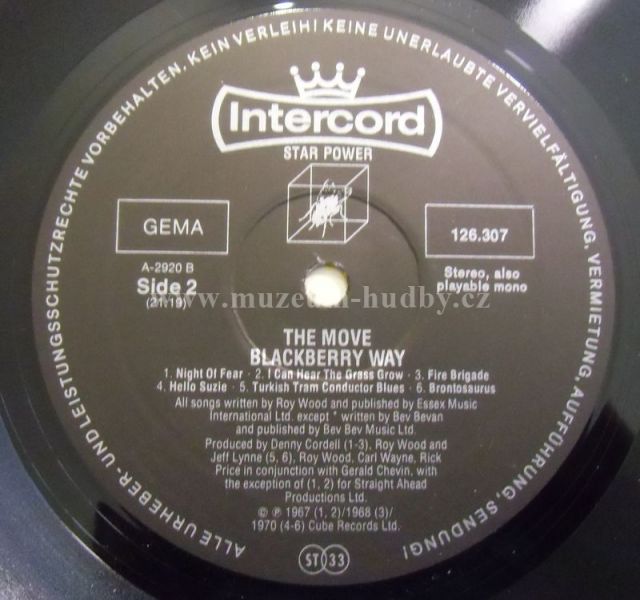 ALLE URHEBER- UND LEISTUNGSSCHUTZRECHTE VORBEHALTEN. KEIN VERLEIH! KEINE UNERLAUBTE VERVIELFÄLTIGUNG, VERMIETUNG, AUFFÜHRUNG, SENDUNG!
Intercord
STAR POWER
GEMA
126.307
A-2920 B
Side 2
(21:19)
Stereo, also
playable mono
www.muzeum-hudby.cz
THE MOVE
BLACKBERRY WAY
1. Night Of Fear · 2. I Can Hear The Grass Grow · 3. Fire Brigade
4. Hello Suzie · 5. Turkish Tram Conductor Blues · 6. Brontosaurus
All songs written by Roy Wood and published by Essex Music
International Ltd. except * written by Bev Bevan
and published by Bev Bev Music Ltd.
Produced by Denny Cordell (1-3), Roy Wood and
Jeff Lynne (5, 6), Roy Wood, Carl Wayne, Rick
Price in conjunction with Gerald Chevin, with
the exception of (1, 2) for Straight Ahead
Productions Ltd.
© ℗ 1967 (1, 2)/1968 (3)/
1970 (4-6) Cube Records Ltd.
ST 33